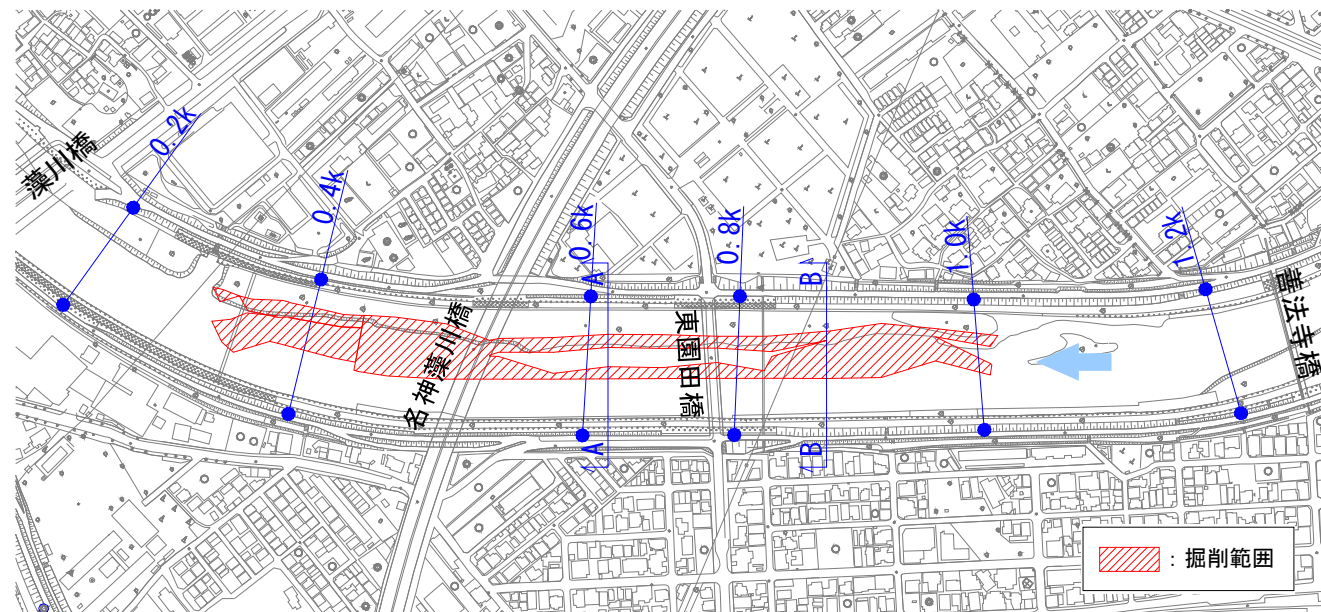 藻川橋
0.2k
0.4k
名神藻川橋
0.6k
A
A
東園田橋
0.8k
B
B
1.0k
1.2k
善法寺橋
：掘削範囲